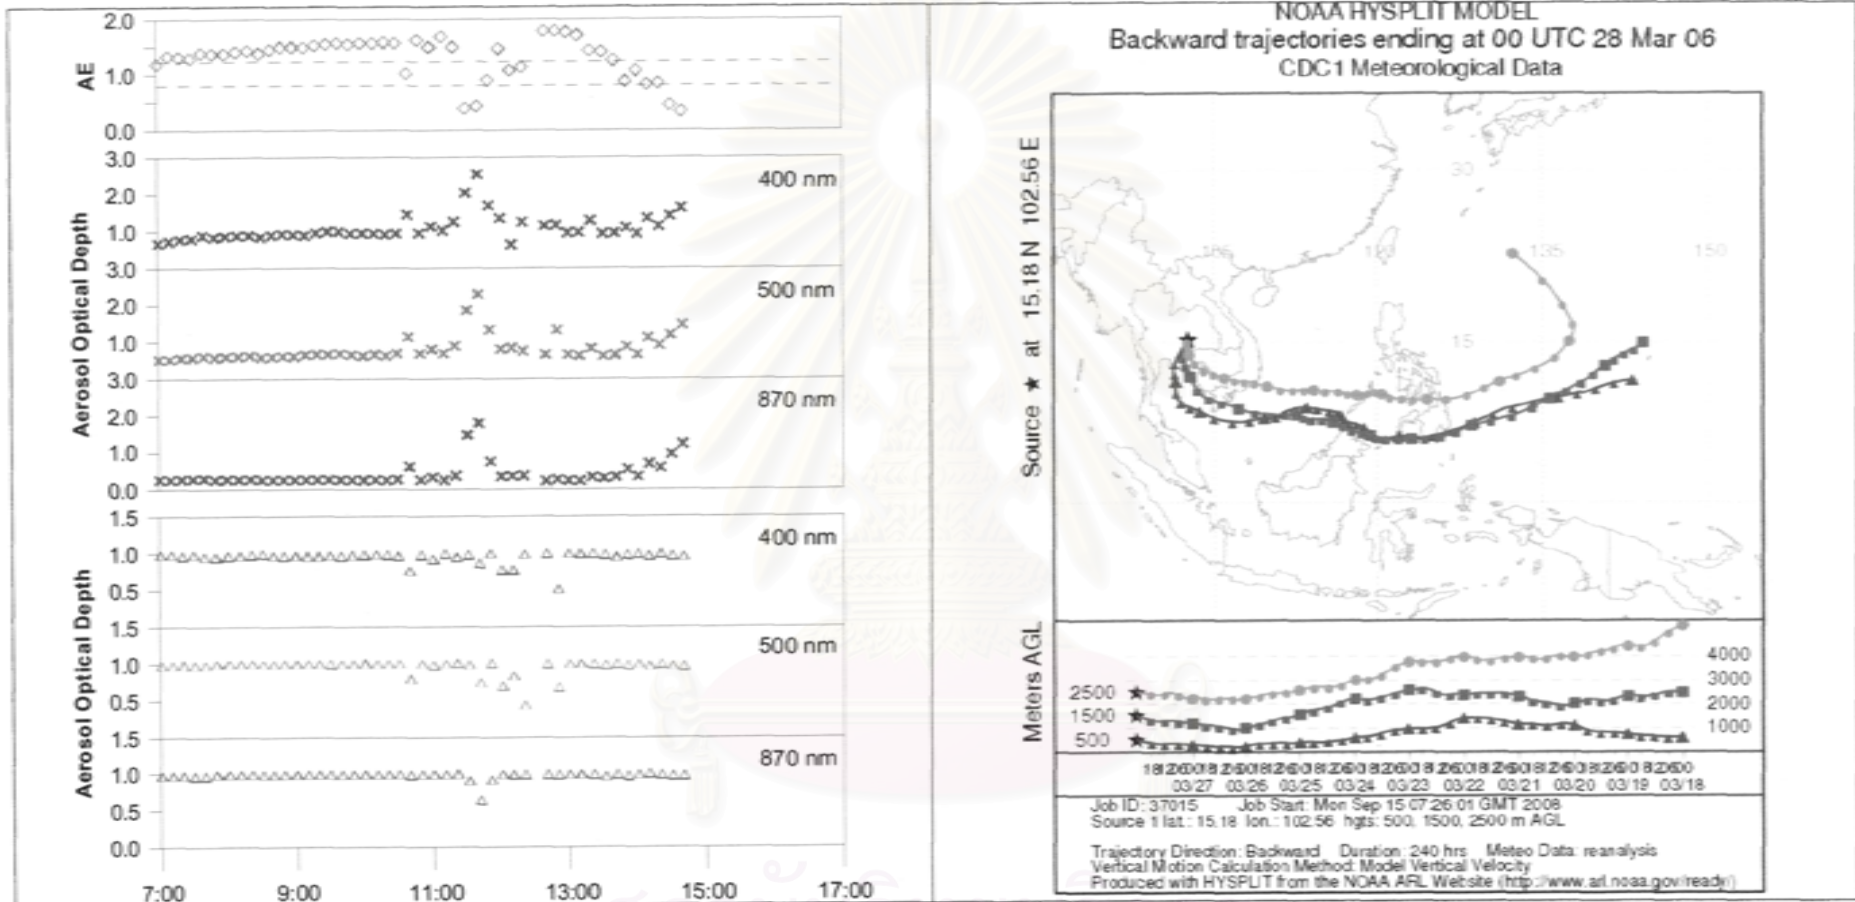 2.0
1.0
0.0
AE
3.0
2.0
1.0
400 nm
3.0
2.0
1.0
500 nm
3.0
2.0
1.0
0.0
870 nm
Aerosol Optical Depth
1.5
1.0
0.5
400 nm
1.5
1.0
0.5
500 nm
1.5
1.0
0.5
0.0
870 nm
Aerosol Optical Depth
7:00 9:00 11:00 13:00 15:00 17:00
NOAA HYSPLIT MODEL
Backward trajectories ending at 00 UTC 28 Mar 06
CDC1 Meteorological Data
Source ★ at 15.18 N 102.56 E
30
135 150
15
Meters AGL
2500
1500
500
4000
3000
2000
1000
03/27 03/26 03/25 03/24 03/23 03/22 03/21 03/20 03/19 03/18
Job ID: 37015 Job Start: Mon Sep 15 07:26:01 GMT 2008
Source 1 lat.: 15.18 lon.: 102.56 hgts: 500, 1500, 2500 m AGL
Trajectory Direction: Backward Duration: 240 hrs Meteo Data: reanalysis
Vertical Motion Calculation Method: Model Vertical Velocity
Produced with HYSPLIT from the NOAA ARL Website (http://www.arl.noaa.gov/ready/)